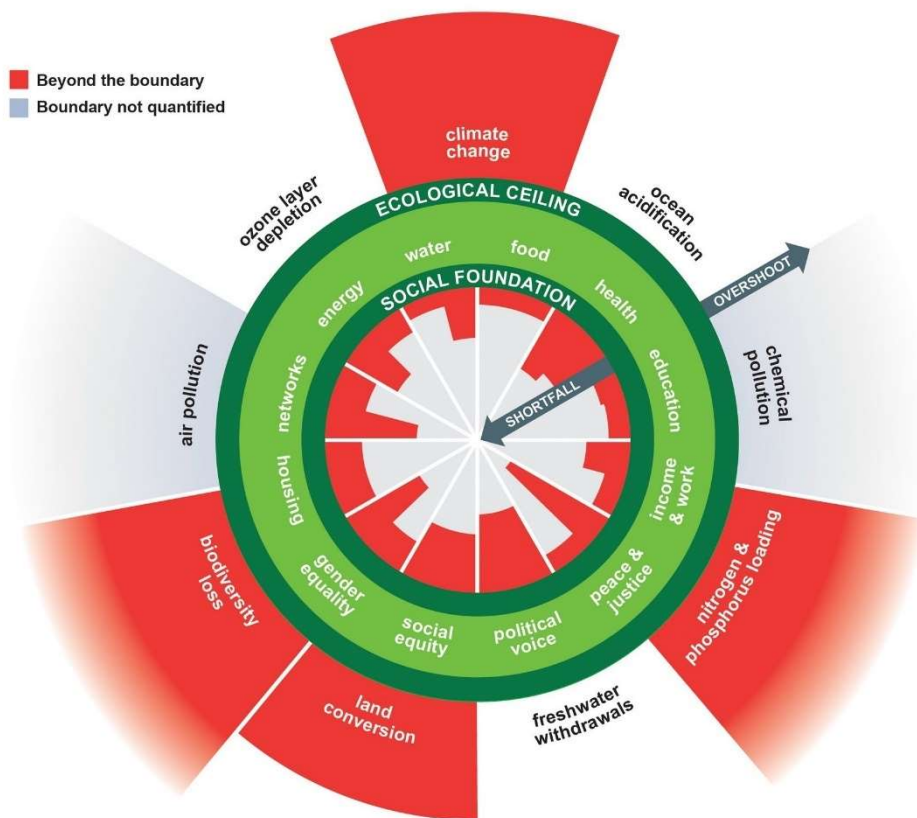 Beyond the boundary
Boundary not quantified
climate
change
ozone layer
depletion
ocean
acidification
ECOLOGICAL CEILING
OVERSHOOT
water
food
energy
health
SOCIAL FOUNDATION
SHORTFALL
networks
education
air pollution
chemical
pollution
housing
income
& work
gender
equality
peace &
justice
social
equity
political
voice
biodiversity
loss
nitrogen &
phosphorus loading
land
conversion
freshwater
withdrawals